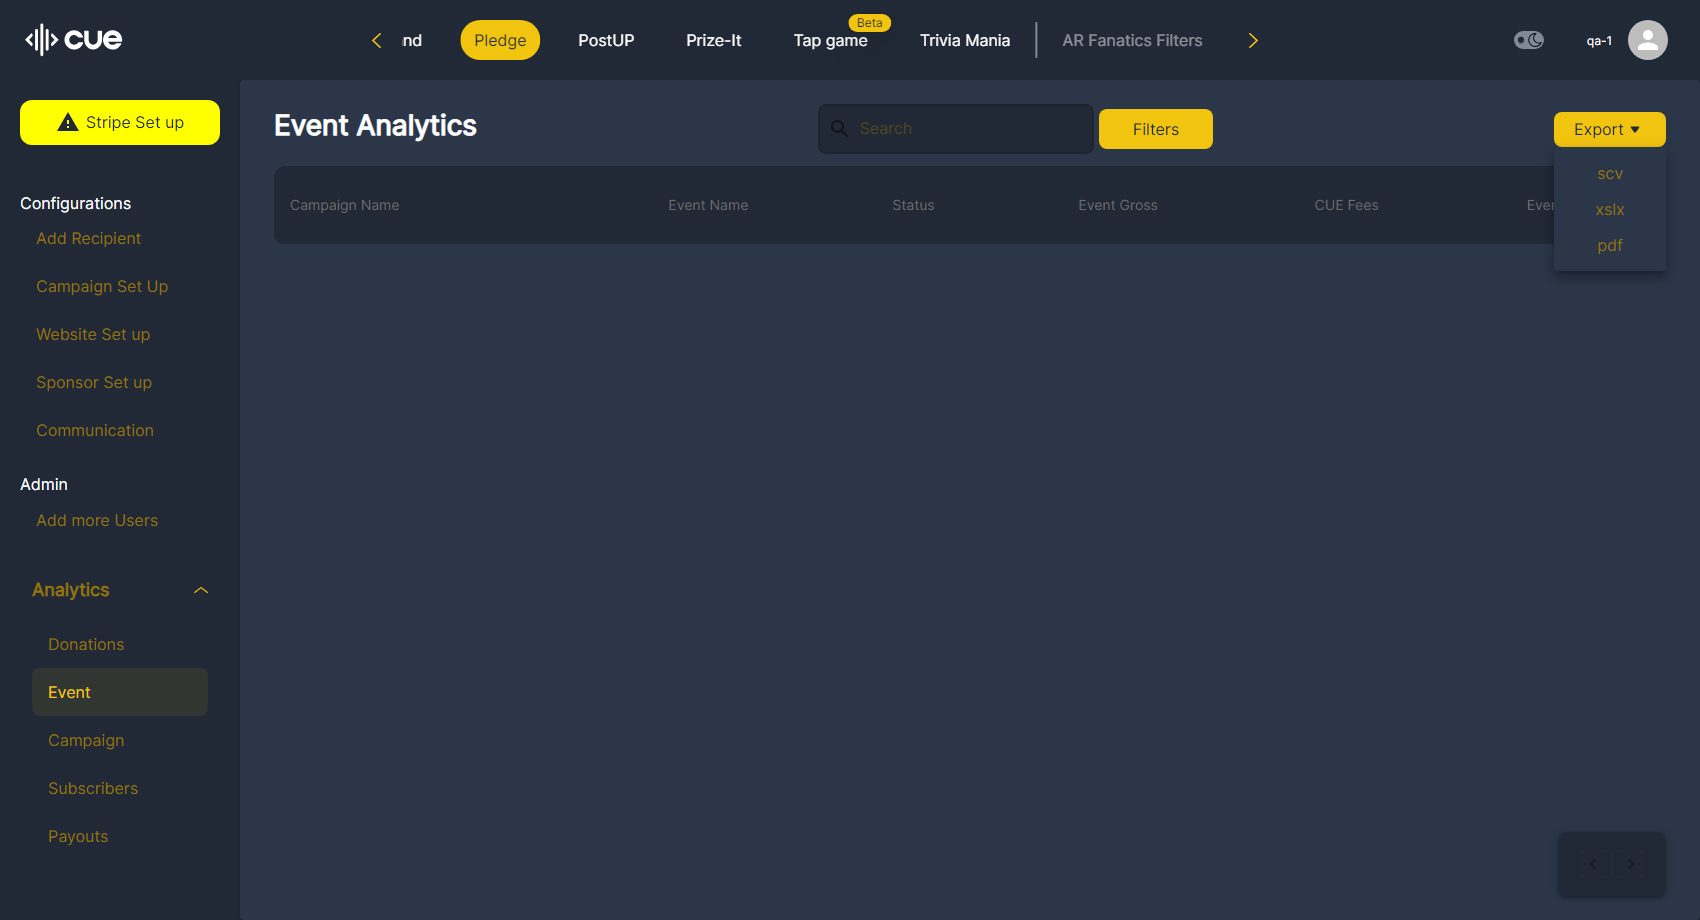 cue
nd
Pledge
PostUP
Prize-It
Beta
Tap game
Trivia Mania
AR Fanatics Filters
qa-1
Stripe Set up
Configurations
Add Recipient
Campaign Set Up
Website Set up
Sponsor Set up
Communication
Admin
Add more Users
Analytics
Donations
Event
Campaign
Subscribers
Payouts
Event Analytics
Search
Filters
Export
scv
xslx
pdf
Campaign Name
Event Name
Status
Event Gross
CUE Fees
Ever